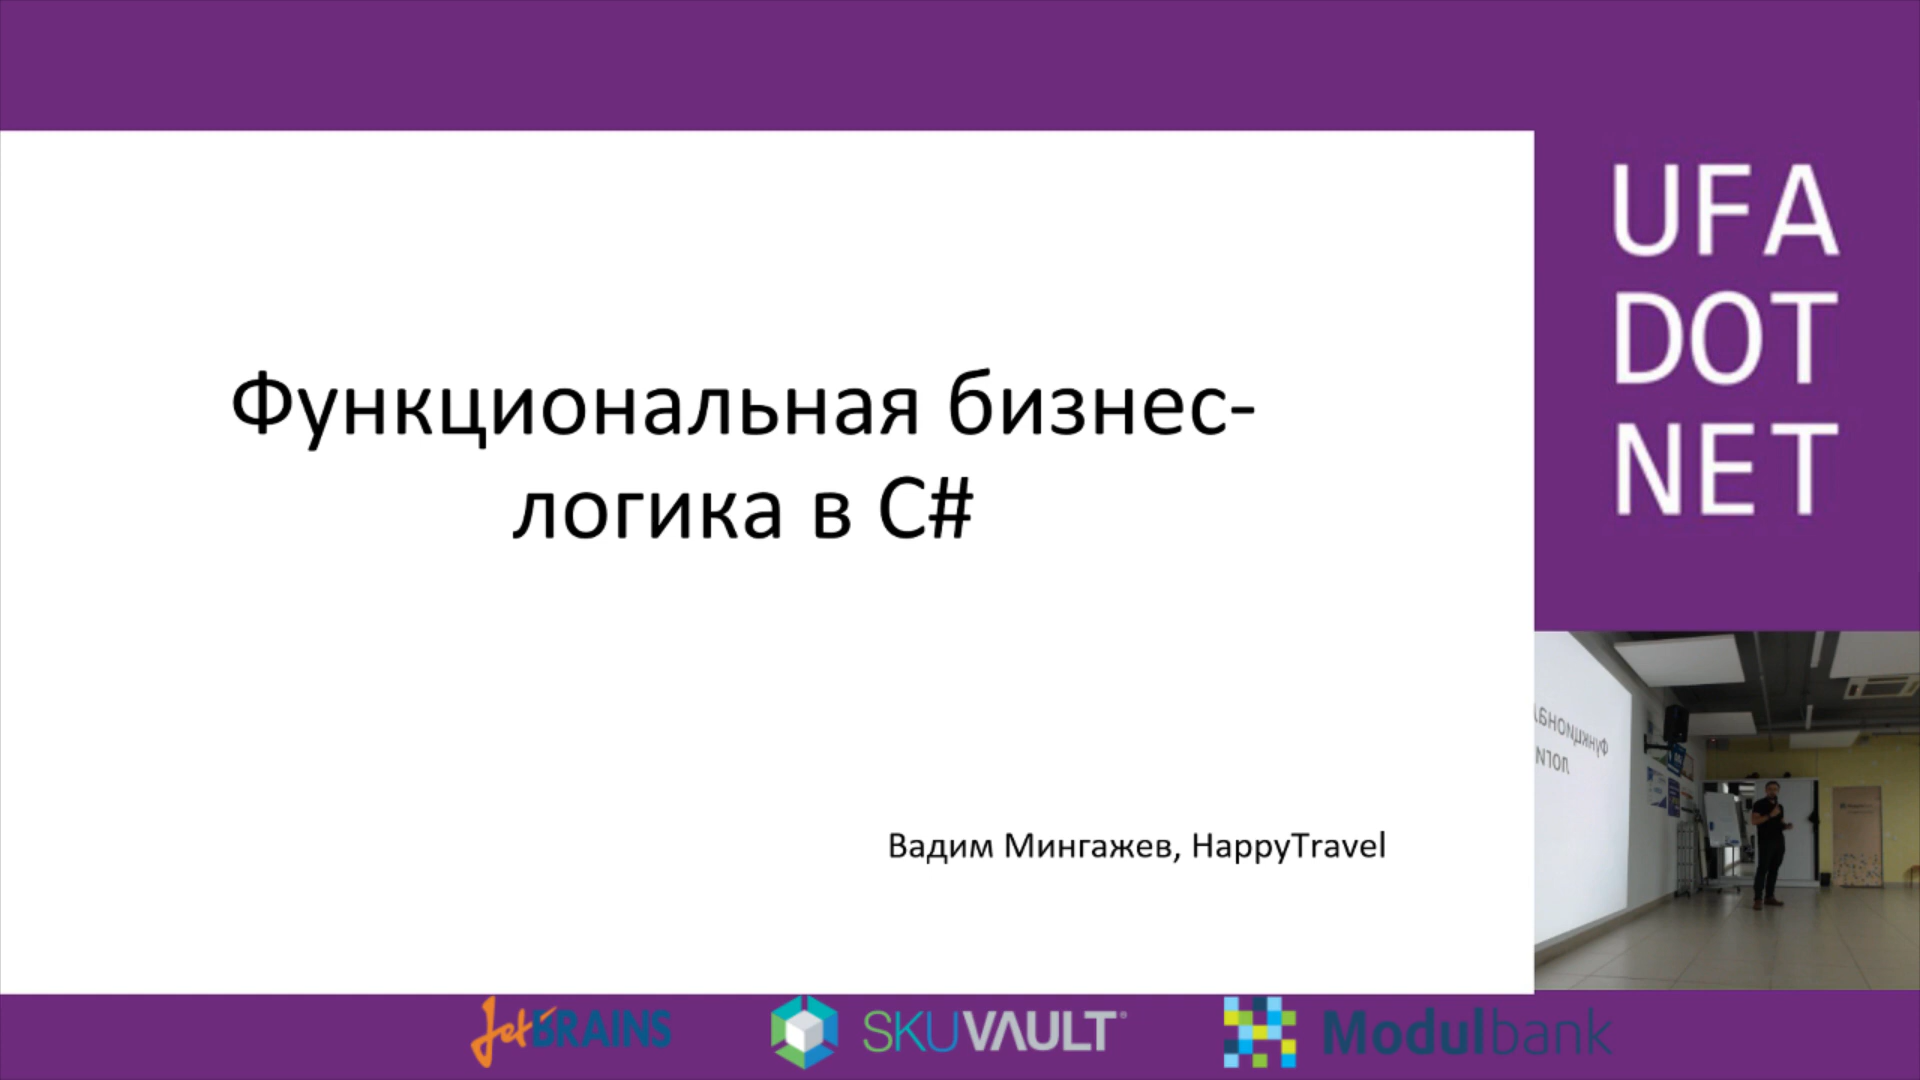 Функциональная бизнес-
логика в C#
Вадим Мингажев, HappyTravel
UFA
DOT
NET
JetBRAINS
SKUVAULT
Modulbank